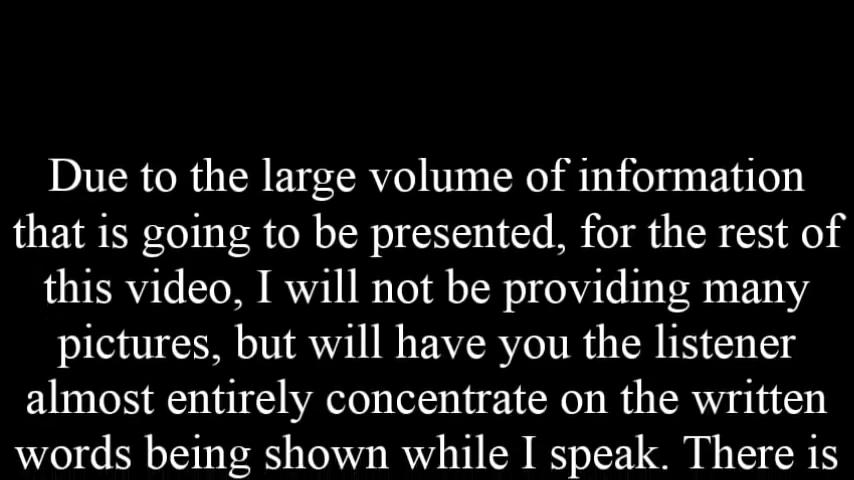 Due to the large volume of information
that is going to be presented, for the rest of
this video, I will not be providing many
pictures, but will have you the listener
almost entirely concentrate on the written
words being shown while I speak. There is